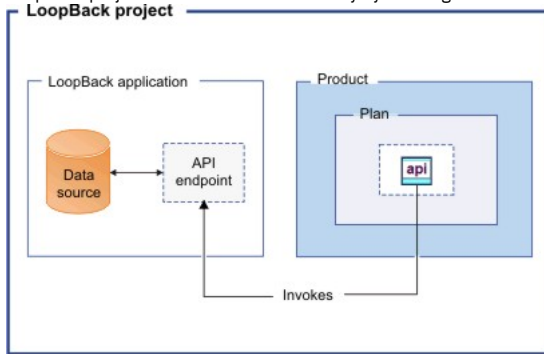 LoopBack project
LoopBack application
Product
Plan
Data
source
API
endpoint
api
Invokes